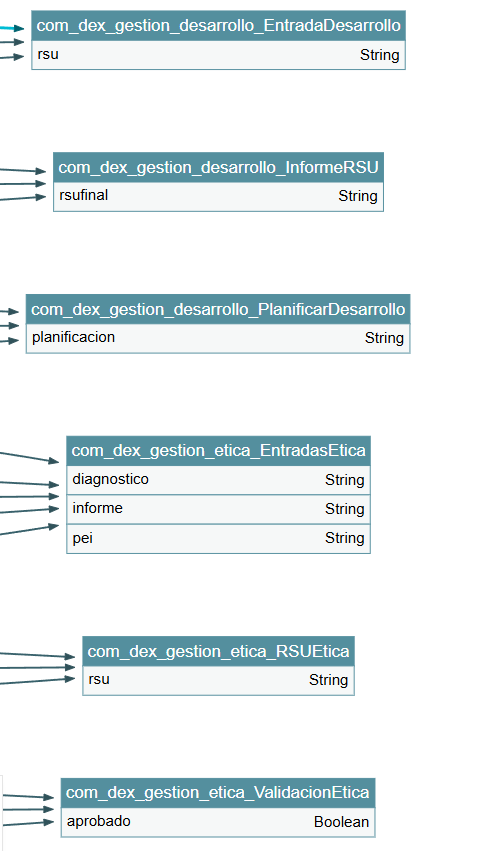 com_dex_gestion_desarrollo_EntradaDesarrollo
rsu String
com_dex_gestion_desarrollo_InformeRSU
rsufinal String
com_dex_gestion_desarrollo_PlanificarDesarrollo
planificacion String
com_dex_gestion_etica_EntradasEtica
diagnostico String
informe String
pei String
com_dex_gestion_etica_RSUEtica
rsu String
com_dex_gestion_etica_ValidacionEtica
aprobado Boolean